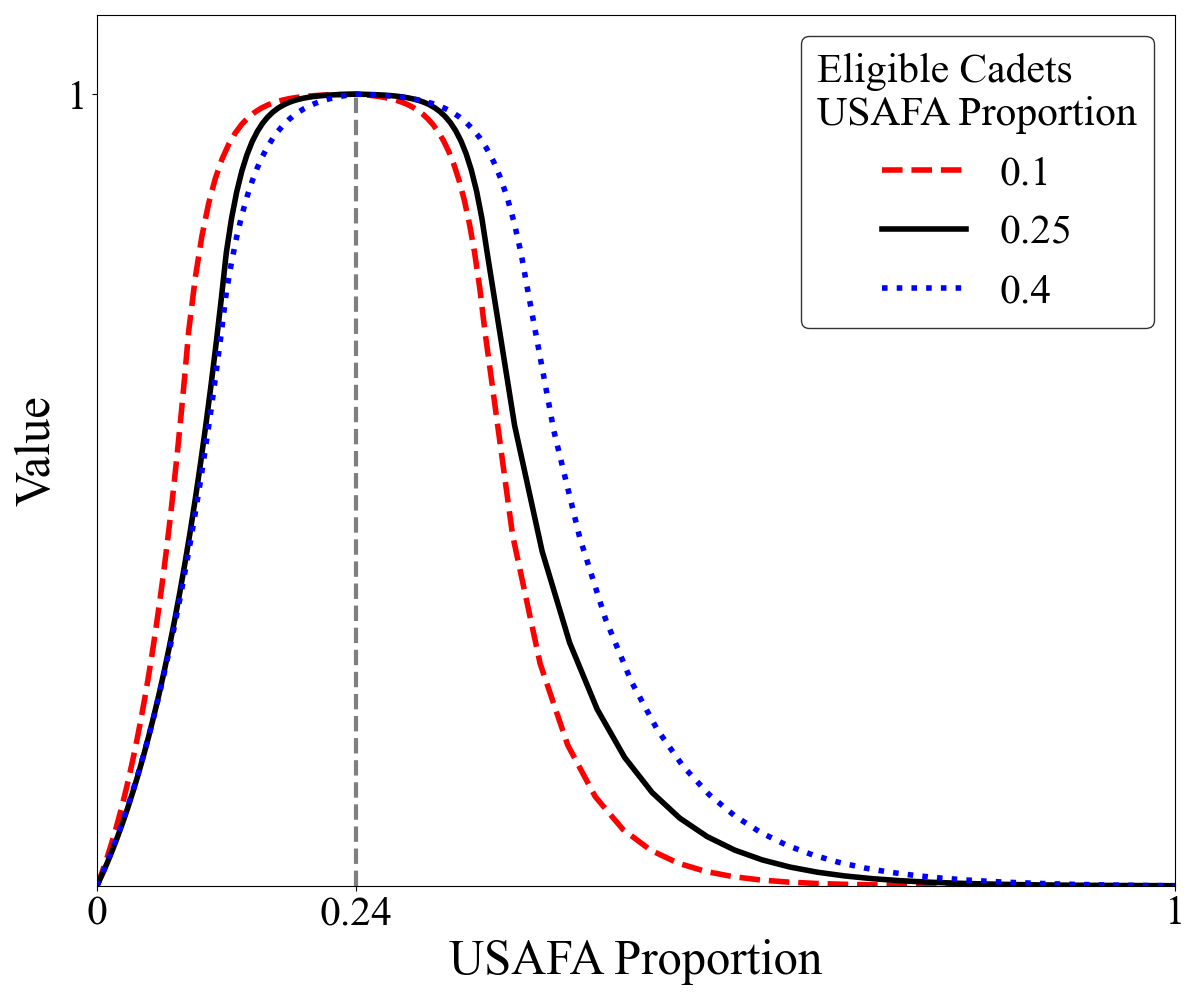 Eligible Cadets
USAFA Proportion
0.1
0.25
0.4
1
Value
0
0.24
1
USAFA Proportion